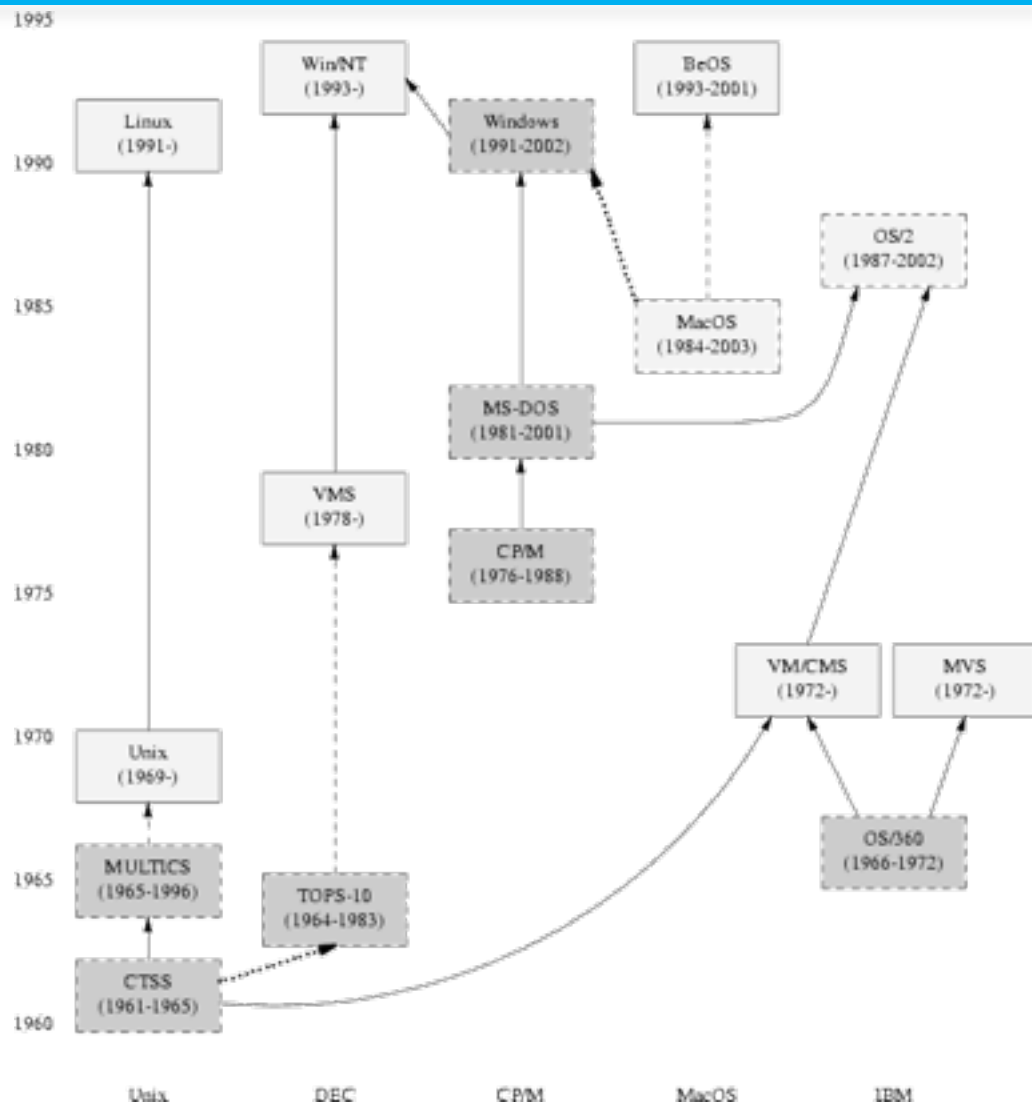 1995
Win/NT
(1993-)
BeOS
(1993-2001)
Linux
(1991-)
Windows
(1991-2002)
1990
OS/2
(1987-2002)
1985
MacOS
(1984-2003)
MS-DOS
(1981-2001)
1980
VMS
(1978-)
CP/M
(1976-1988)
1975
VM/CMS
(1972-)
MVS
(1972-)
1970
Unix
(1969-)
OS/360
(1966-1972)
MULTICS
(1965-1996)
1965
TOPS-10
(1964-1983)
CTSS
(1961-1965)
1960
Unix
DEC
CP/M
MacOS
IBM